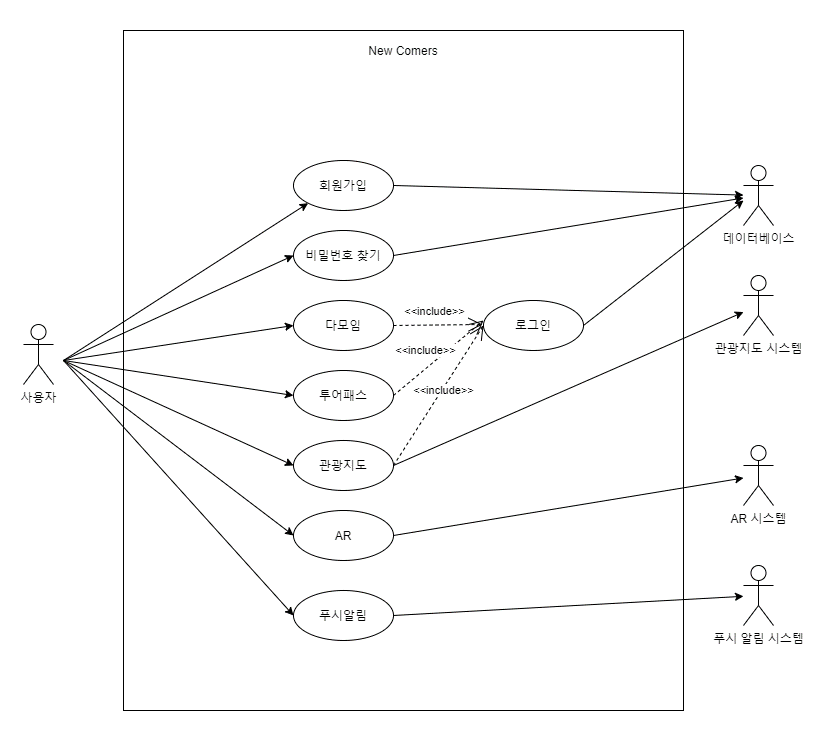 New Comers
회원가입
데이터베이스
비밀번호 찾기
<<include>>
다모임
로그인
<<include>>
관광지도 시스템
사용자
투어패스
<<include>>
관광지도
AR 시스템
AR
푸시알림
푸시 알림 시스템